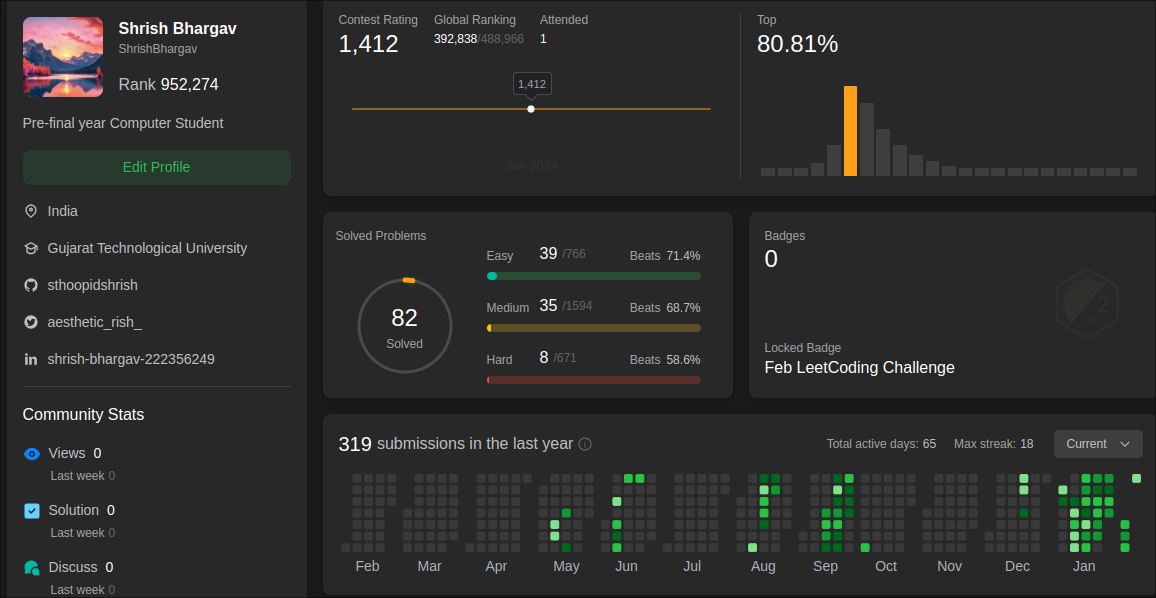 Shrish Bhargav
ShrishBhargav
Rank 952,274
Pre-final year Computer Student
Edit Profile
India
Gujarat Technological University
sthoopidshrish
aesthetic_rish_
shrish-bhargav-222356249
Community Stats
Views 0
Last week 0
Solution 0
Last week 0
Discuss 0
Last week 0
Contest Rating Global Ranking Attended
1,412 392,838/488,966 1
1,412
Jan 2024
Top
80.81%
Solved Problems
82
Solved
Easy 39 /766 Beats 71.4%
Medium 35 /1594 Beats 68.7%
Hard 8 /671 Beats 58.6%
Badges
0
Locked Badge
Feb LeetCoding Challenge
319 submissions in the last year Total active days: 65 Max streak: 18 Current
Feb Mar Apr May Jun Jul Aug Sep Oct Nov Dec Jan